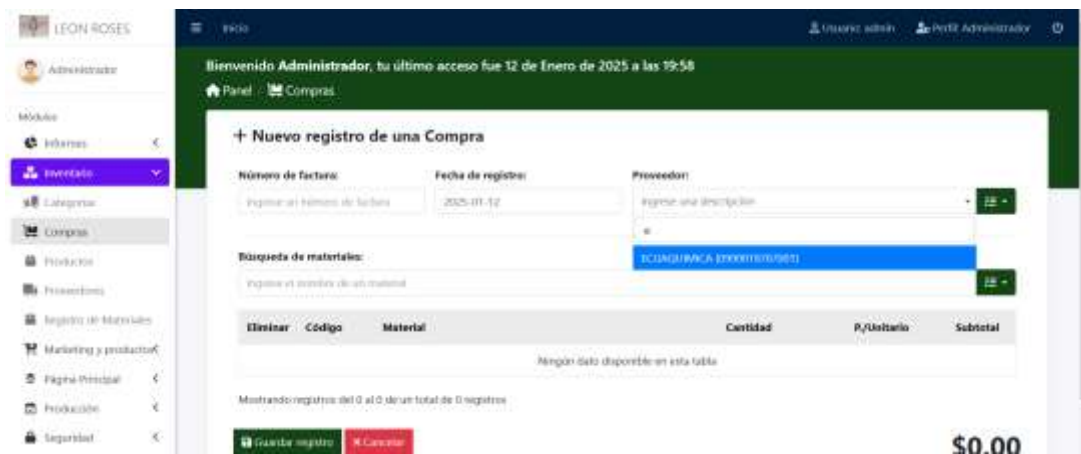 LEON ROSES
Inicio
Usuario: admin
Perfil: Administrador
Administrador
Bienvenido Administrador, tu último acceso fue 12 de Enero de 2025 a las 19:58
Panel / Compras
Módulos
Informes
Inventario
Categorías
Compras
Productos
Proveedores
Registro de Materiales
Marketing y productos
Página Principal
Producción
Seguridad
+ Nuevo registro de una Compra
Número de factura:
Fecha de registro:
Proveedor:
Ingrese un número de factura
2025-01-12
Ingrese una descripción
e
ECUAQUIMICA
Búsqueda de materiales:
Ingrese el nombre de un material
Eliminar Código Material Cantidad P./Unitario Subtotal
Ningún dato disponible en esta tabla
Mostrando registros del 0 al 0 de un total de 0 registros
Guardar registro
Cancelar
$0.00